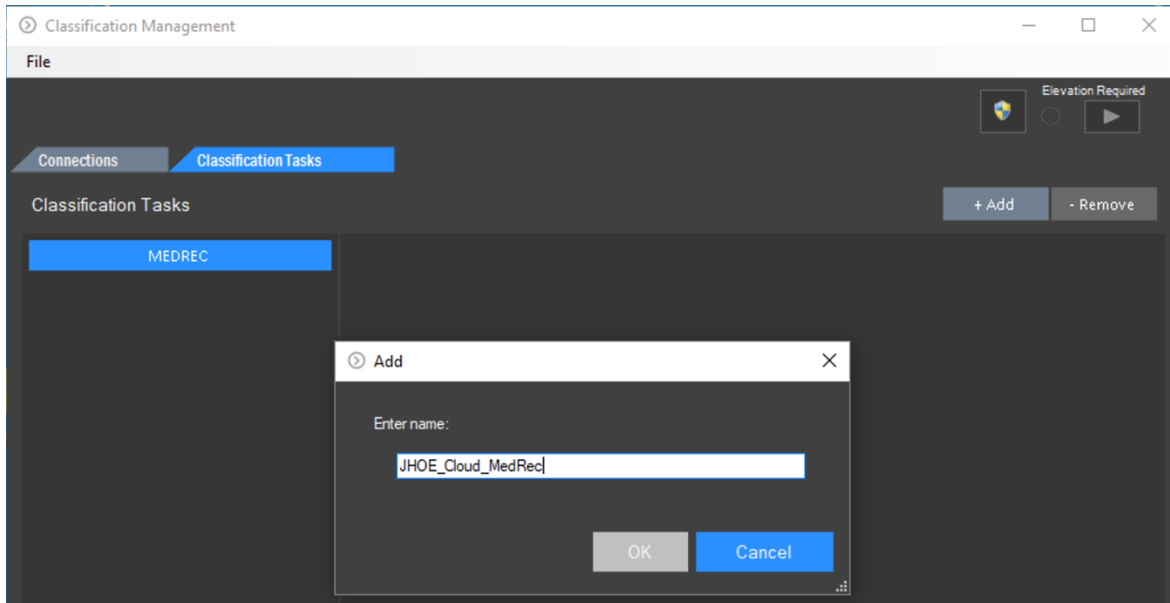 Classification Management
File
Elevation Required
Connections
Classification Tasks
Classification Tasks
+ Add
- Remove
MEDREC
Add
Enter name:
JHOE_Cloud_MedRec
OK
Cancel